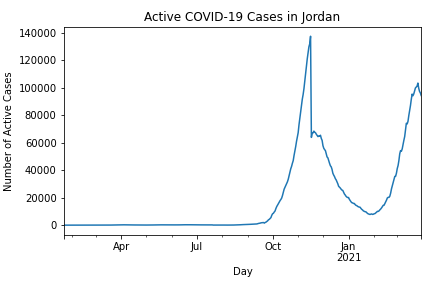 Active COVID-19 Cases in Jordan
140000
120000
100000
80000
60000
40000
20000
0
Number of Active Cases
Apr
Jul
Oct
Jan
2021
Day